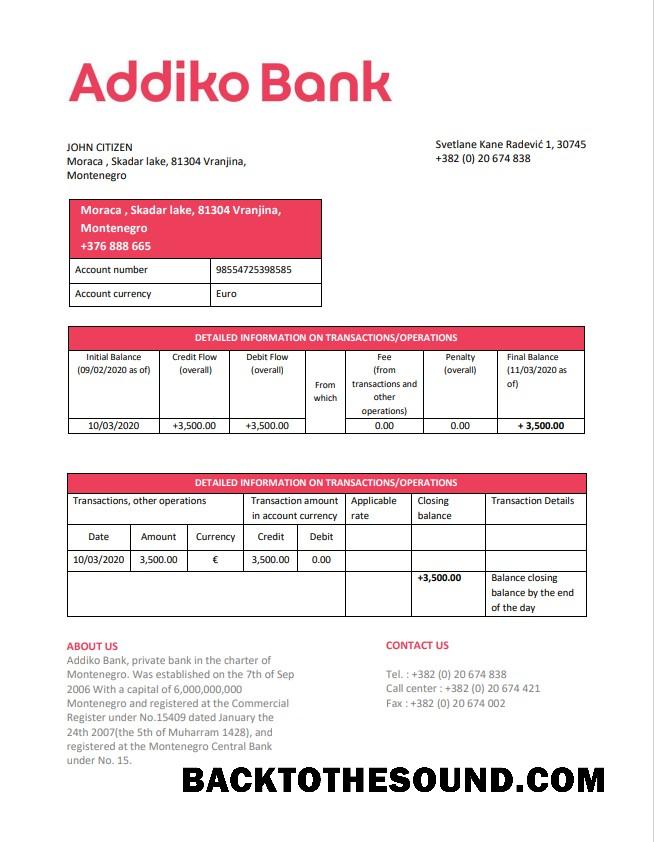 Addiko Bank
JOHN CITIZEN
Moraca , Skadar lake, 81304 Vranjina,
Montenegro
Svetlane Kane Radević 1, 30745
+382 (0) 20 674 838
Moraca , Skadar lake, 81304 Vranjina,
Montenegro
+376 888 665
Account number 98554725398585
Account currency Euro
DETAILED INFORMATION ON TRANSACTIONS/OPERATIONS
Initial Balance
(09/02/2020 as of)
Credit Flow
(overall)
Debit Flow
(overall)
From
which
Fee
(from
transactions and
other
operations)
Penalty
(overall)
Final Balance
(11/03/2020 as
of)
10/03/2020 +3,500.00 +3,500.00 0.00 0.00 + 3,500.00
DETAILED INFORMATION ON TRANSACTIONS/OPERATIONS
Transactions, other operations
Transaction amount
in account currency
Applicable
rate
Closing
balance
Transaction Details
Date Amount Currency Credit Debit
10/03/2020 3,500.00 € 3,500.00 0.00
+3,500.00
Balance closing
balance by the end
of the day
ABOUT US
Addiko Bank, private bank in the charter of
Montenegro. Was established on the 7th of Sep
2006 With a capital of 6,000,000,000
Montenegro and registered at the Commercial
Register under No.15409 dated January the
24th 2007(the 5th of Muharram 1428), and
registered at the Montenegro Central Bank
under No. 15.
CONTACT US
Tel. : +382 (0) 20 674 838
Call center : +382 (0) 20 674 421
Fax : +382 (0) 20 674 002
BACKTOTHESOUND.COM